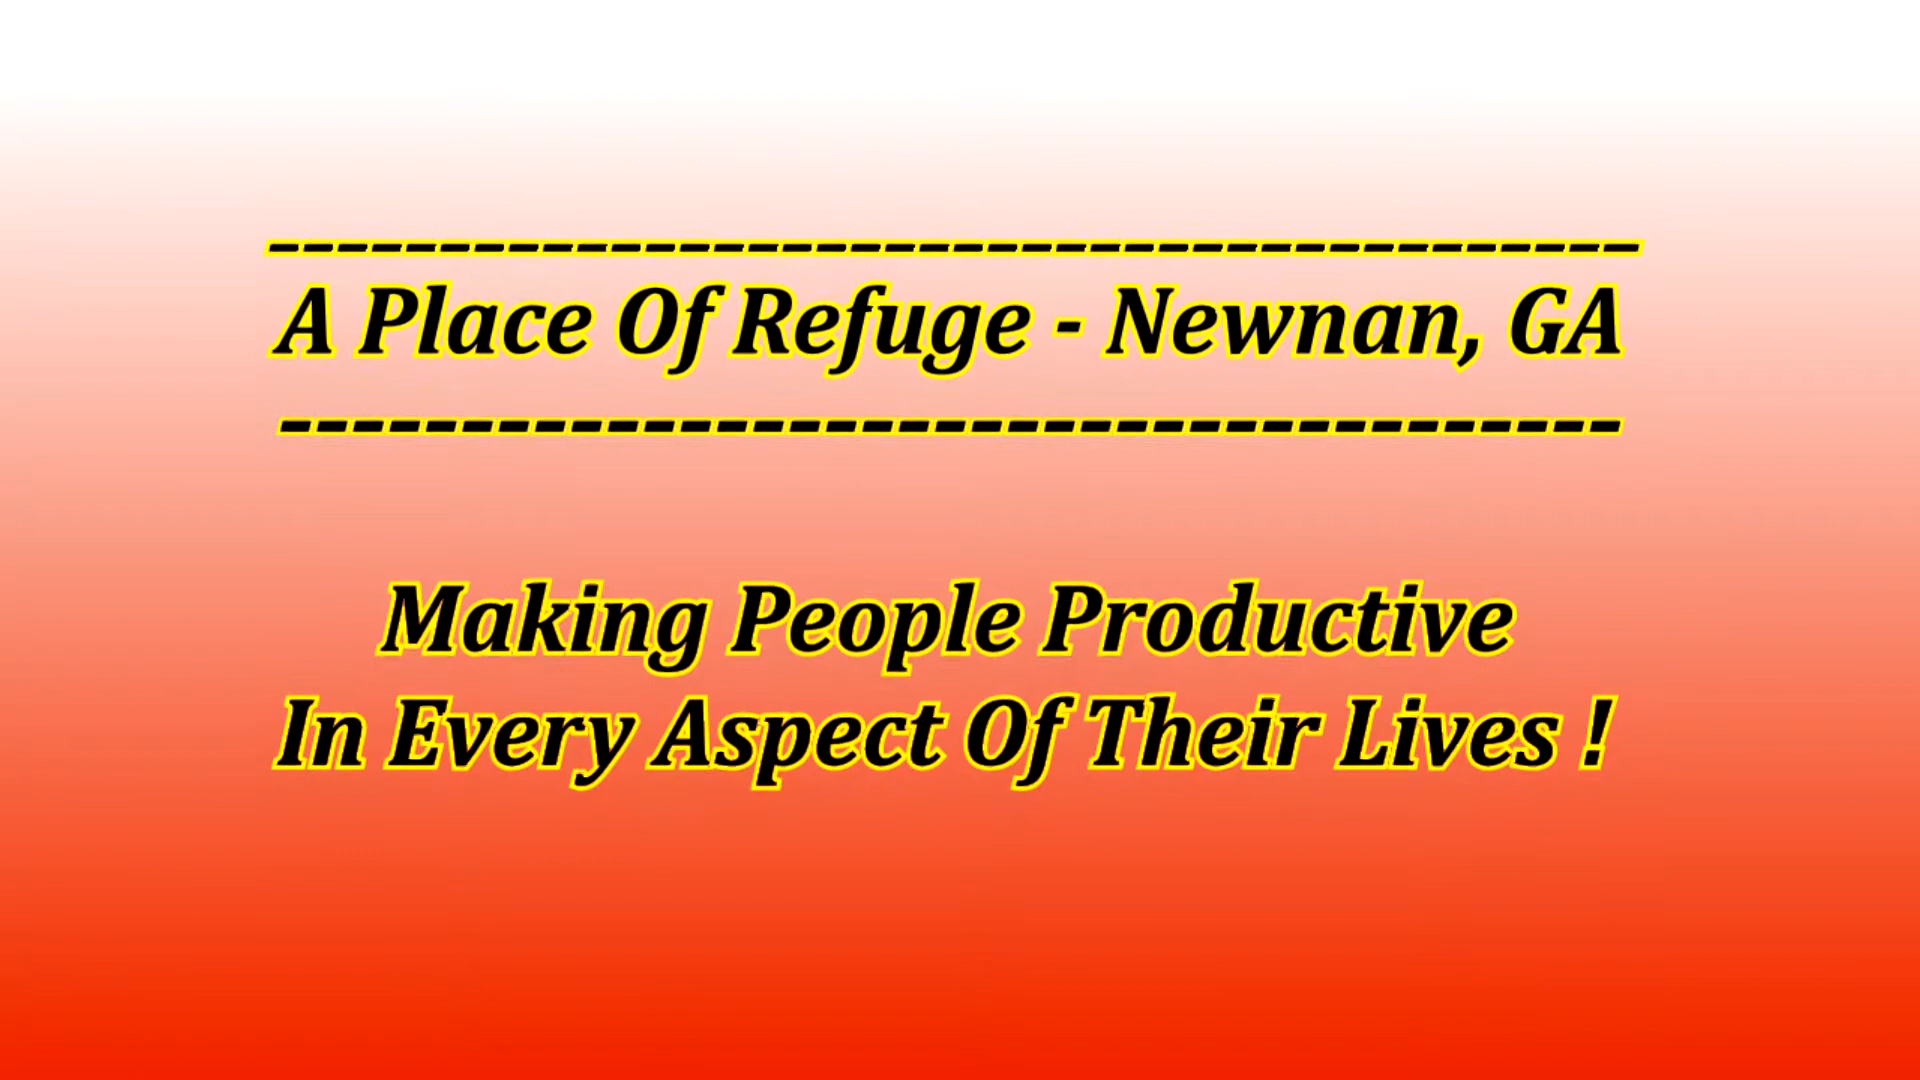 ----------------------------------------
A Place Of Refuge - Newnan, GA
-------------------------------------
Making People Productive
In Every Aspect Of Their Lives !